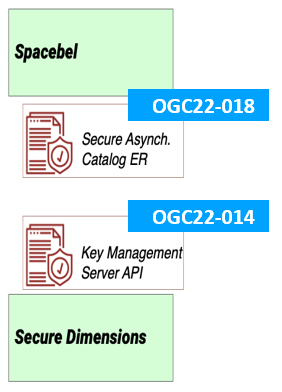 Spacebel
OGC22-018
Secure Asynch.
Catalog ER
OGC22-014
Key Management
Server API
Secure Dimensions